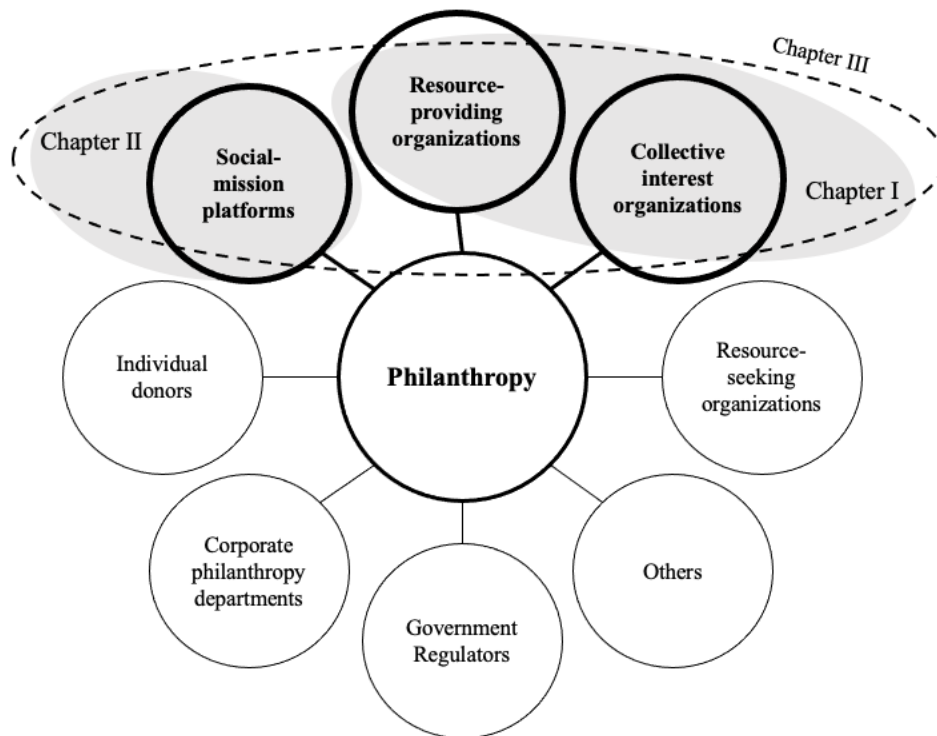 Chapter III
Resource-
providing
organizations
Chapter II
Social-
mission
platforms
Collective
interest
organizations
Chapter I
Individual
donors
Philanthropy
Resource-
seeking
organizations
Corporate
philanthropy
departments
Government
Regulators
Others